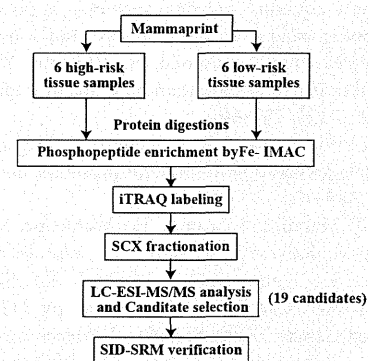 Mammaprint
6 high-risk
tissue samples
6 low-risk
tissue samples
Protein digestions
Phosphopeptide enrichment byFe- IMAC
iTRAQ labeling
SCX fractionation
LC-ESI-MS/MS analysis
and Canditate selection
(19 candidates)
SID-SRM verification